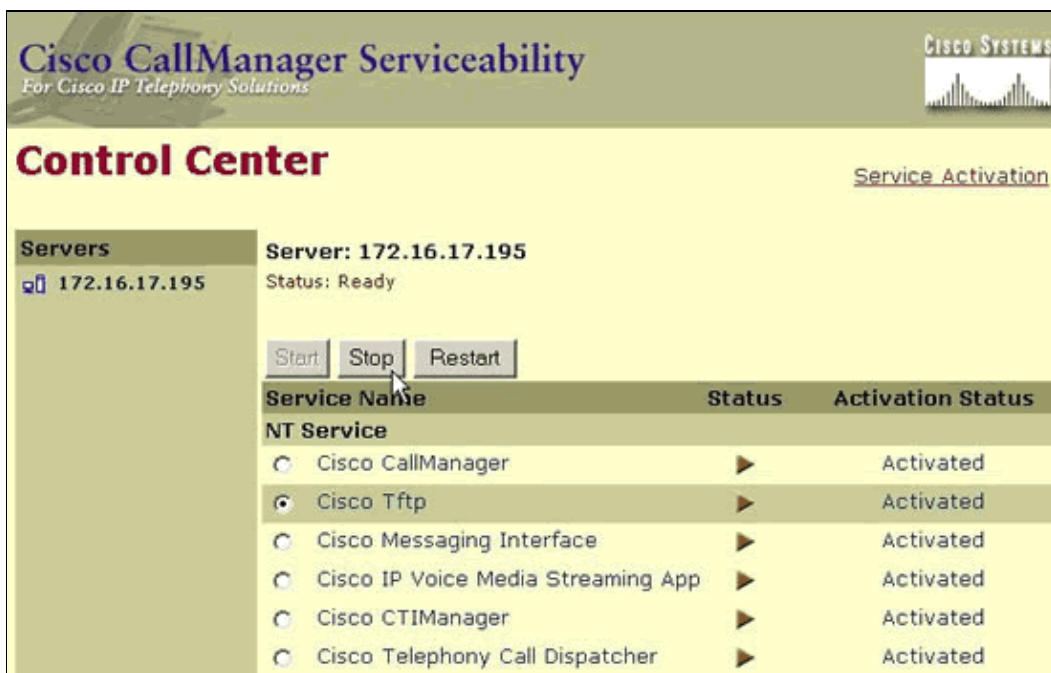 Cisco CallManager Serviceability
For Cisco IP Telephony Solutions
CISCO SYSTEMS
Control Center
Service Activation
Servers
172.16.17.195
Server: 172.16.17.195
Status: Ready
Start Stop Restart
Service Name Status Activation Status
NT Service
Cisco CallManager Activated
Cisco Tftp Activated
Cisco Messaging Interface Activated
Cisco IP Voice Media Streaming App Activated
Cisco CTIManager Activated
Cisco Telephony Call Dispatcher Activated